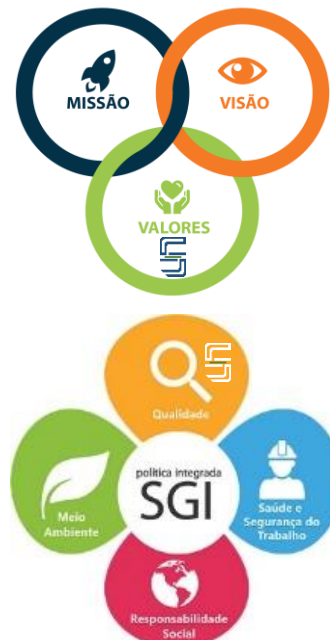 MISSÃO
VISÃO
VALORES
Qualidade
política integrada
SGI
Meio
Ambiente
Saúde e
Segurança do
Trabalho
Responsabilidade
Social